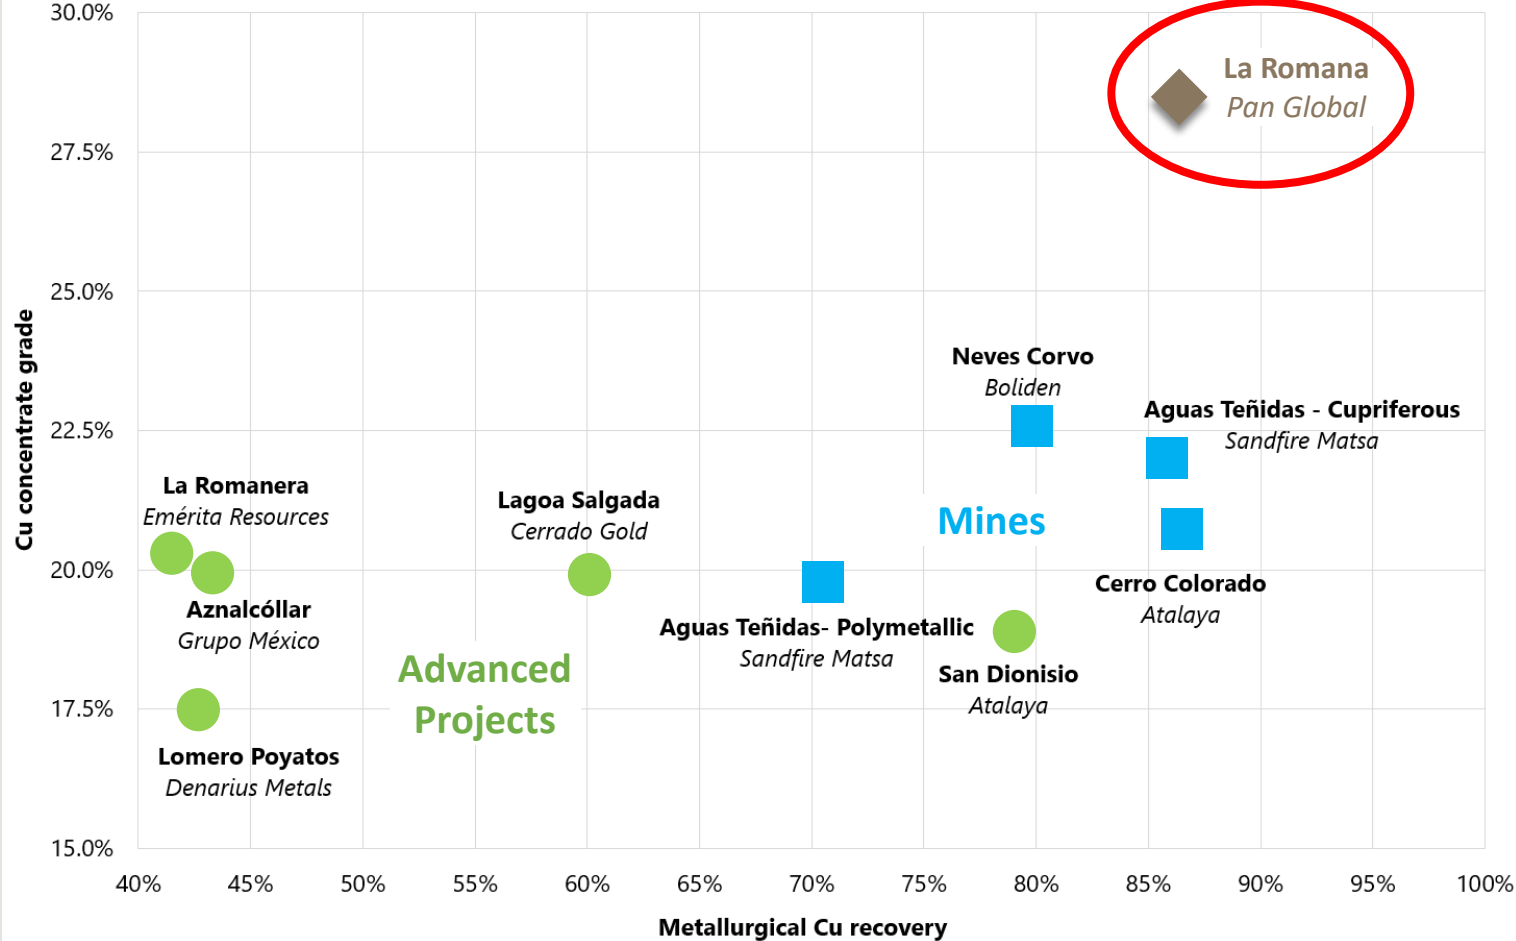 30.0%
27.5%
25.0%
22.5%
20.0%
17.5%
15.0%
Cu concentrate grade
La Romana
Pan Global
Neves Corvo
Boliden
Aguas Teñidas - Cupriferous
Sandfire Matsa
La Romanera
Emérita Resources
Lagoa Salgada
Cerrado Gold
Mines
Aznalcóllar
Grupo México
Cerro Colorado
Atalaya
Aguas Teñidas- Polymetallic
Sandfire Matsa
San Dionisio
Atalaya
Advanced
Projects
Lomero Poyatos
Denarius Metals
40%
45%
50%
55%
60%
65%
70%
75%
80%
85%
90%
95%
100%
Metallurgical Cu recovery